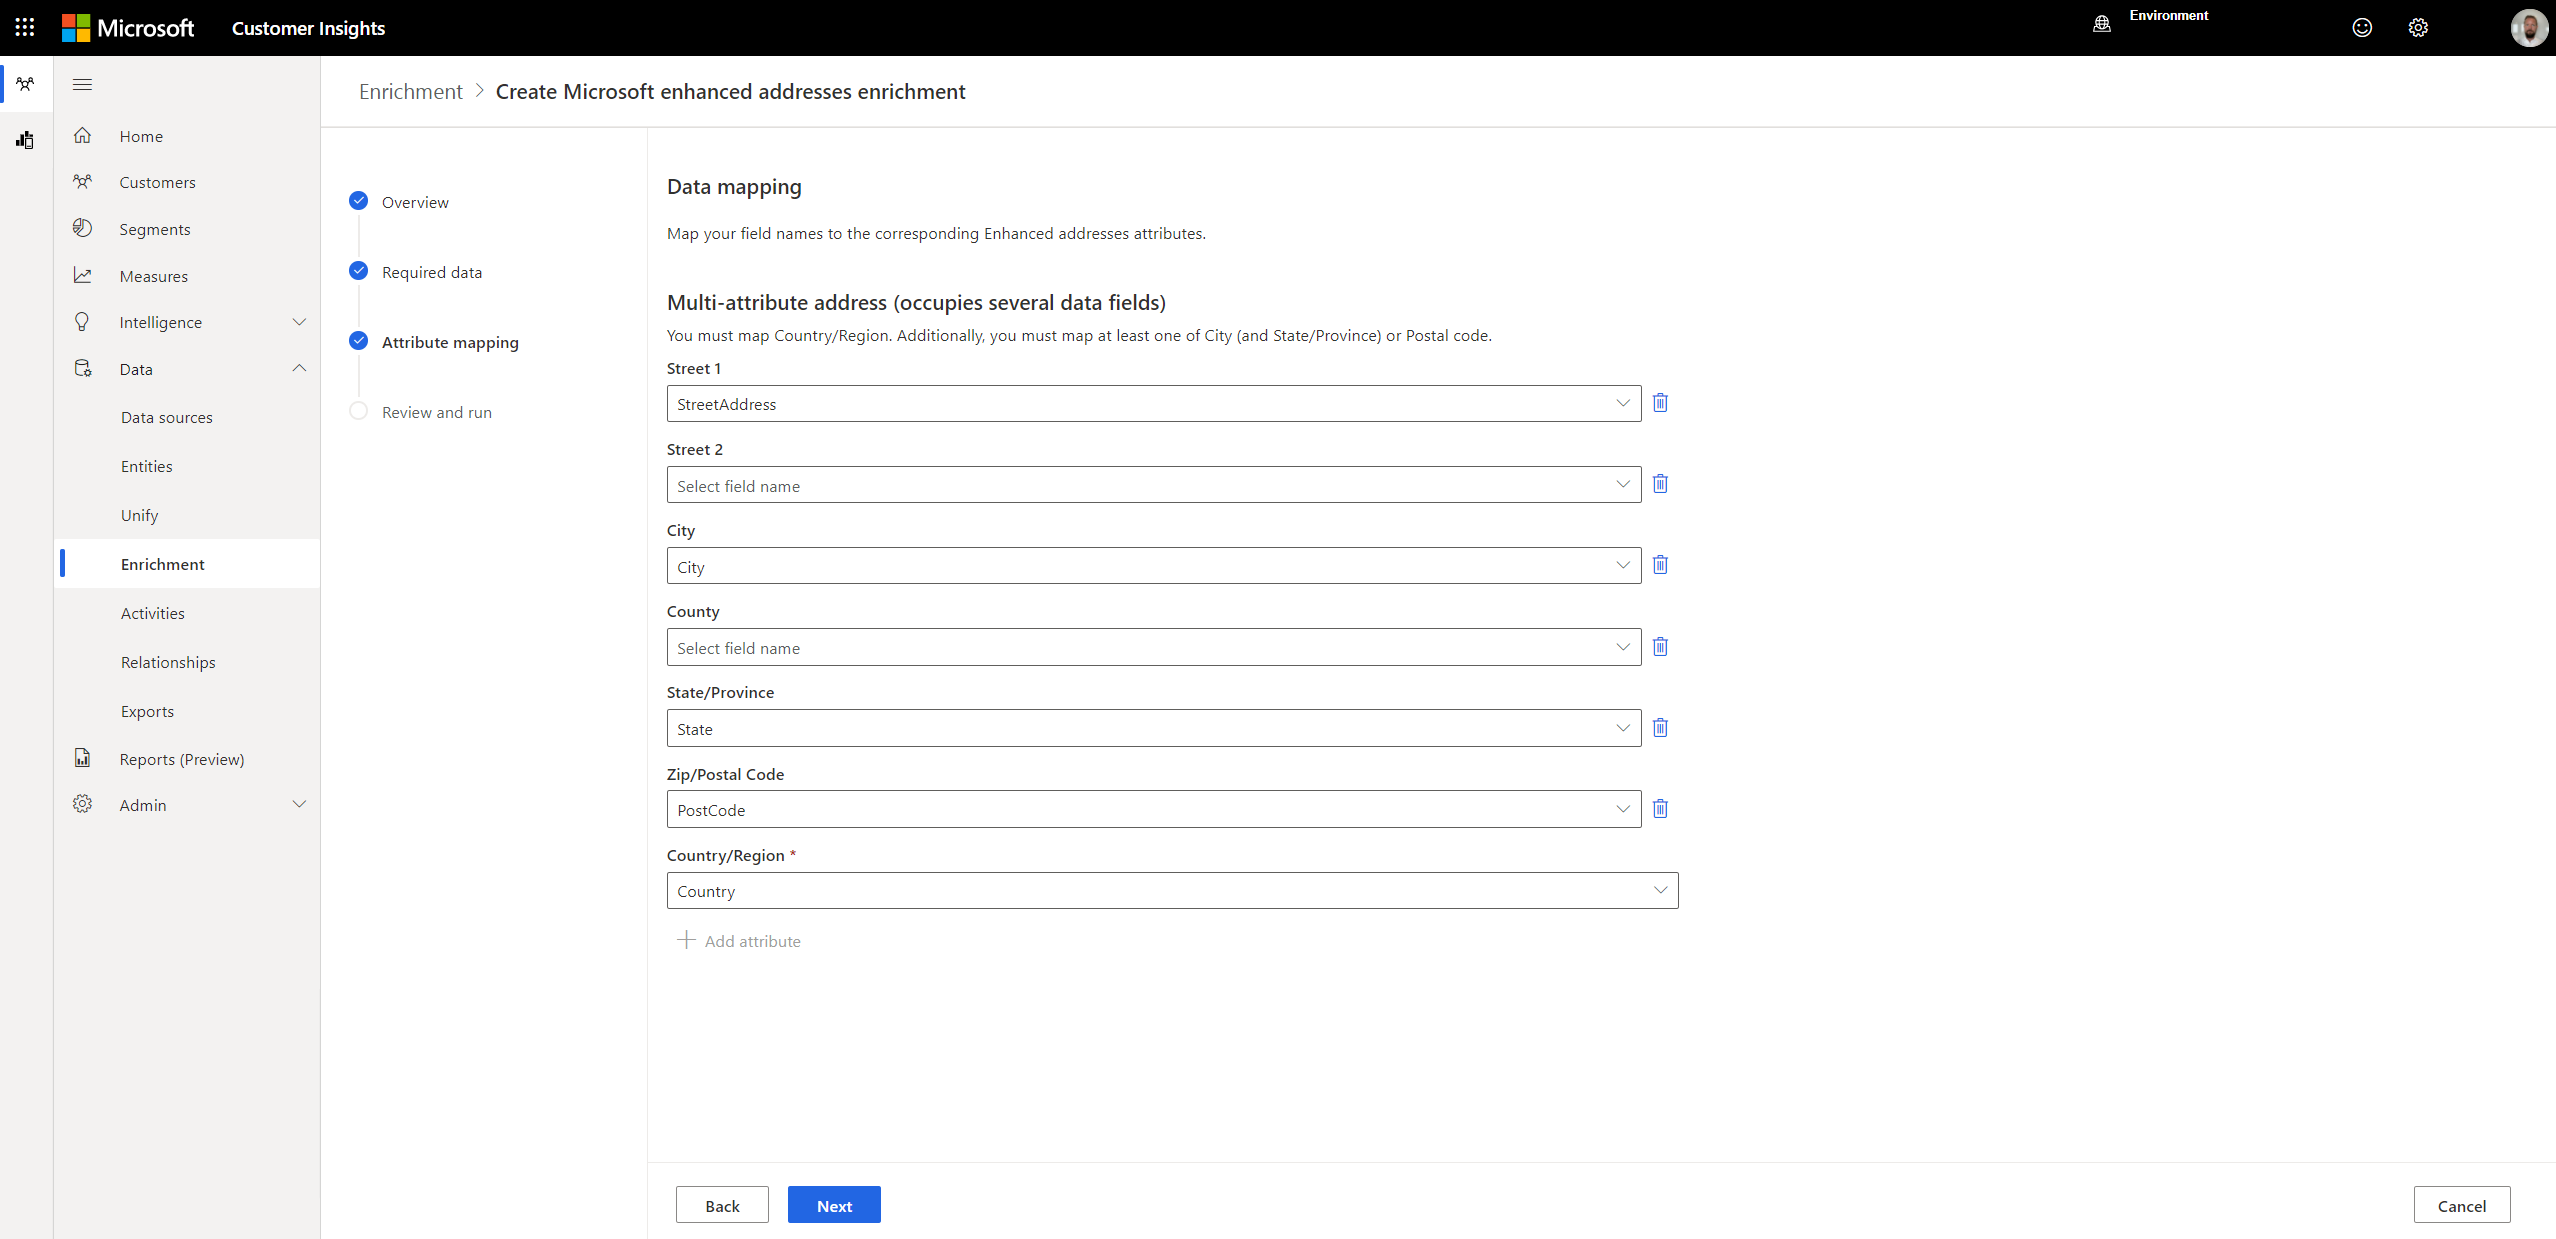 Microsoft Customer Insights Environment
Enrichment > Create Microsoft enhanced addresses enrichment
Home
Customers
Segments
Measures
Intelligence
Data
Data sources
Entities
Unify
Enrichment
Activities
Relationships
Exports
Reports (Preview)
Admin
Overview
Required data
Attribute mapping
Review and run
Data mapping
Map your field names to the corresponding Enhanced addresses attributes.
Multi-attribute address (occupies several data fields)
You must map Country/Region. Additionally, you must map at least one of City (and State/Province) or Postal code.
Street 1
StreetAddress
Street 2
Select field name
City
City
County
Select field name
State/Province
State
Zip/Postal Code
PostCode
Country/Region *
Country
Add attribute
Back Next Cancel